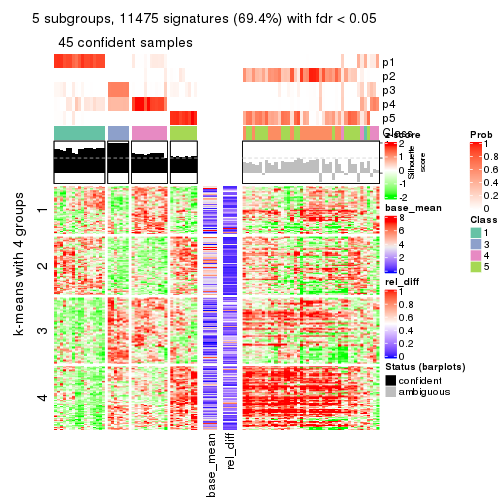 5 subgroups, 11475 signatures (69.4%) with fdr < 0.05
45 confident samples
p1
p2
p3
p4
p5
Class
Silhouette
score
z-score
2
1
0
-1
-2
base_mean
8
6
4
2
0
rel_diff
1
0.8
0.6
0.4
0.2
0
Status (barplots)
confident
ambiguous
Prob
1
0.8
0.6
0.4
0.2
0
Class
1
3
4
5
k-means with 4 groups
1
2
3
4
base_mean
rel_diff